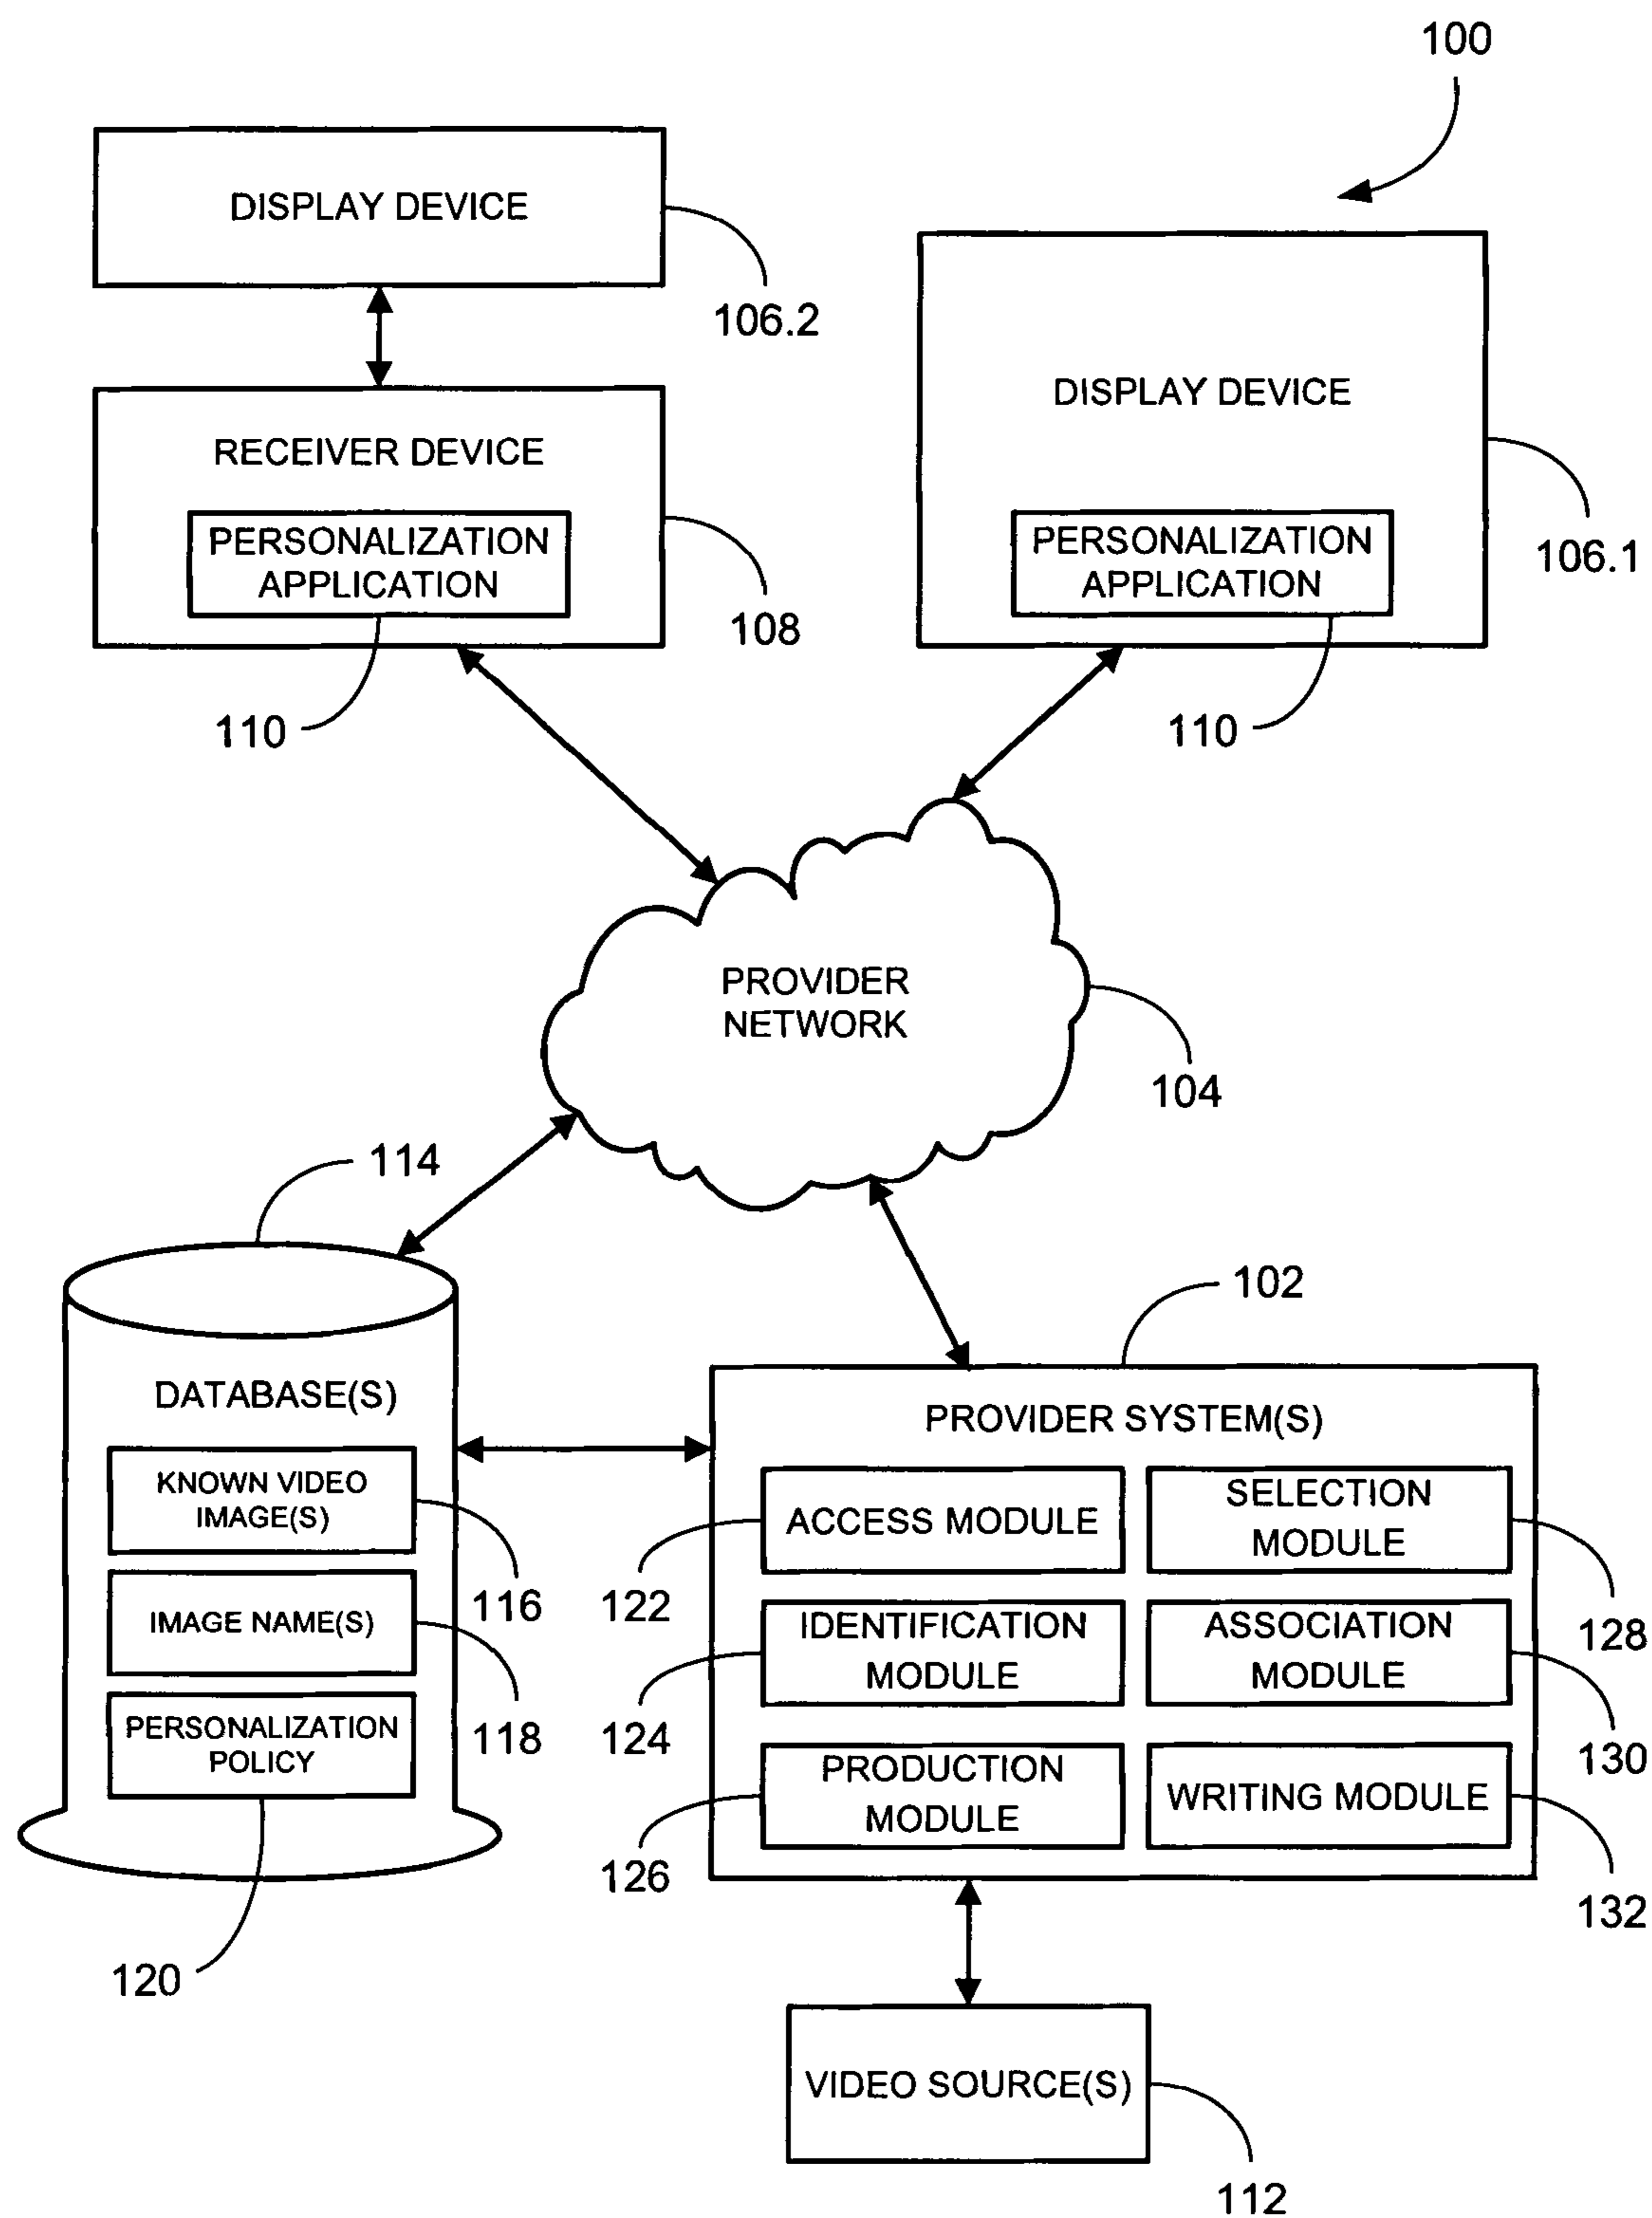 100
DISPLAY DEVICE
106.2
DISPLAY DEVICE
106.1
RECEIVER DEVICE
PERSONALIZATION
APPLICATION
108
PERSONALIZATION
APPLICATION
110
110
PROVIDER
NETWORK
104
114
DATABASE(S)
KNOWN VIDEO
IMAGE(S)
116
IMAGE NAME(S)
118
PERSONALIZATION
POLICY
120
102
PROVIDER SYSTEM(S)
ACCESS MODULE
122
SELECTION
MODULE
128
IDENTIFICATION
MODULE
124
ASSOCIATION
MODULE
130
PRODUCTION
MODULE
126
WRITING MODULE
132
VIDEO SOURCE(S)
112